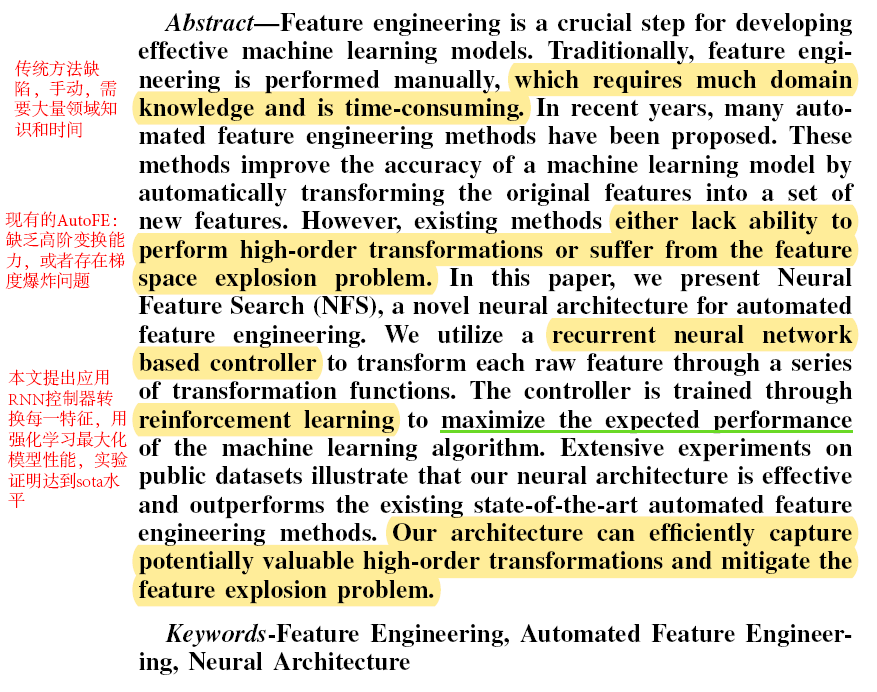 Abstract—Feature engineering is a crucial step for developing
effective machine learning models. Traditionally, feature engi-
neering is performed manually, which requires much domain
knowledge and is time-consuming. In recent years, many auto-
mated feature engineering methods have been proposed. These
methods improve the accuracy of a machine learning model by
automatically transforming the original features into a set of
new features. However, existing methods either lack ability to
perform high-order transformations or suffer from the feature
space explosion problem. In this paper, we present Neural
Feature Search (NFS), a novel neural architecture for automated
feature engineering. We utilize a recurrent neural network
based controller to transform each raw feature through a series
of transformation functions. The controller is trained through
reinforcement learning to maximize the expected performance
of the machine learning algorithm. Extensive experiments on
public datasets illustrate that our neural architecture is effective
and outperforms the existing state-of-the-art automated feature
engineering methods. Our architecture can efficiently capture
potentially valuable high-order transformations and mitigate the
feature explosion problem.
Keywords-Feature Engineering, Automated Feature Engineer-
ing, Neural Architecture
传统方法缺
陷，手动，需
要大量领域知
识和时间
现有的AutoFE：
缺乏高阶变换能
力，或者存在梯
度爆炸问题
本文提出应用
RNN控制器转
换每一特征，用
强化学习最大化
模型性能，实验
证明达到sota水
平